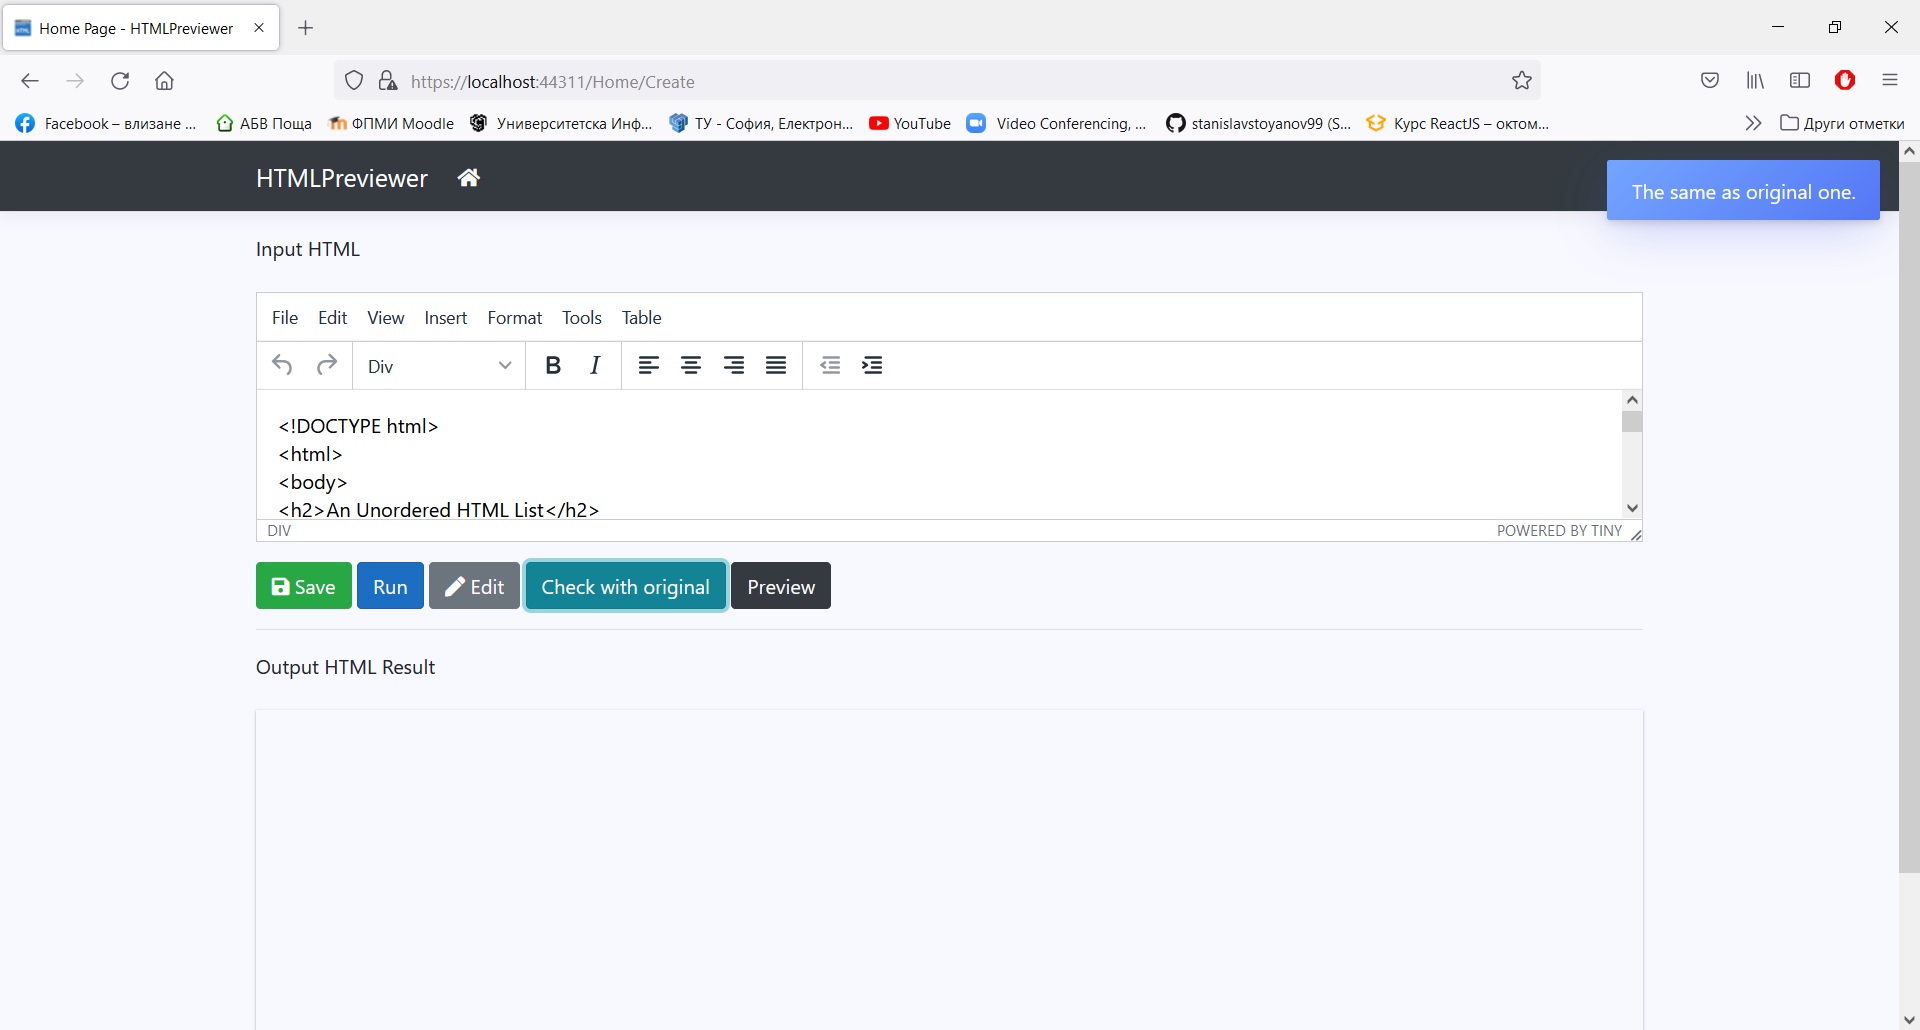 Home Page - HTMLPreviewer
https://localhost:44311/Home/Create
Facebook – влизане ... АБВ Поща ФПМИ Moodle Университетска Инф... ТУ - София, Електрон... YouTube Video Conferencing, ... stanislavstoyanov99 (S... Курс ReactJS – октом... Други отметки
HTMLPreviewer
The same as original one.
Input HTML
File Edit View Insert Format Tools Table
Div B I
<!DOCTYPE html>
<html>
<body>
<h2>An Unordered HTML List</h2>
DIV POWERED BY TINY
Save Run Edit Check with original Preview
Output HTML Result